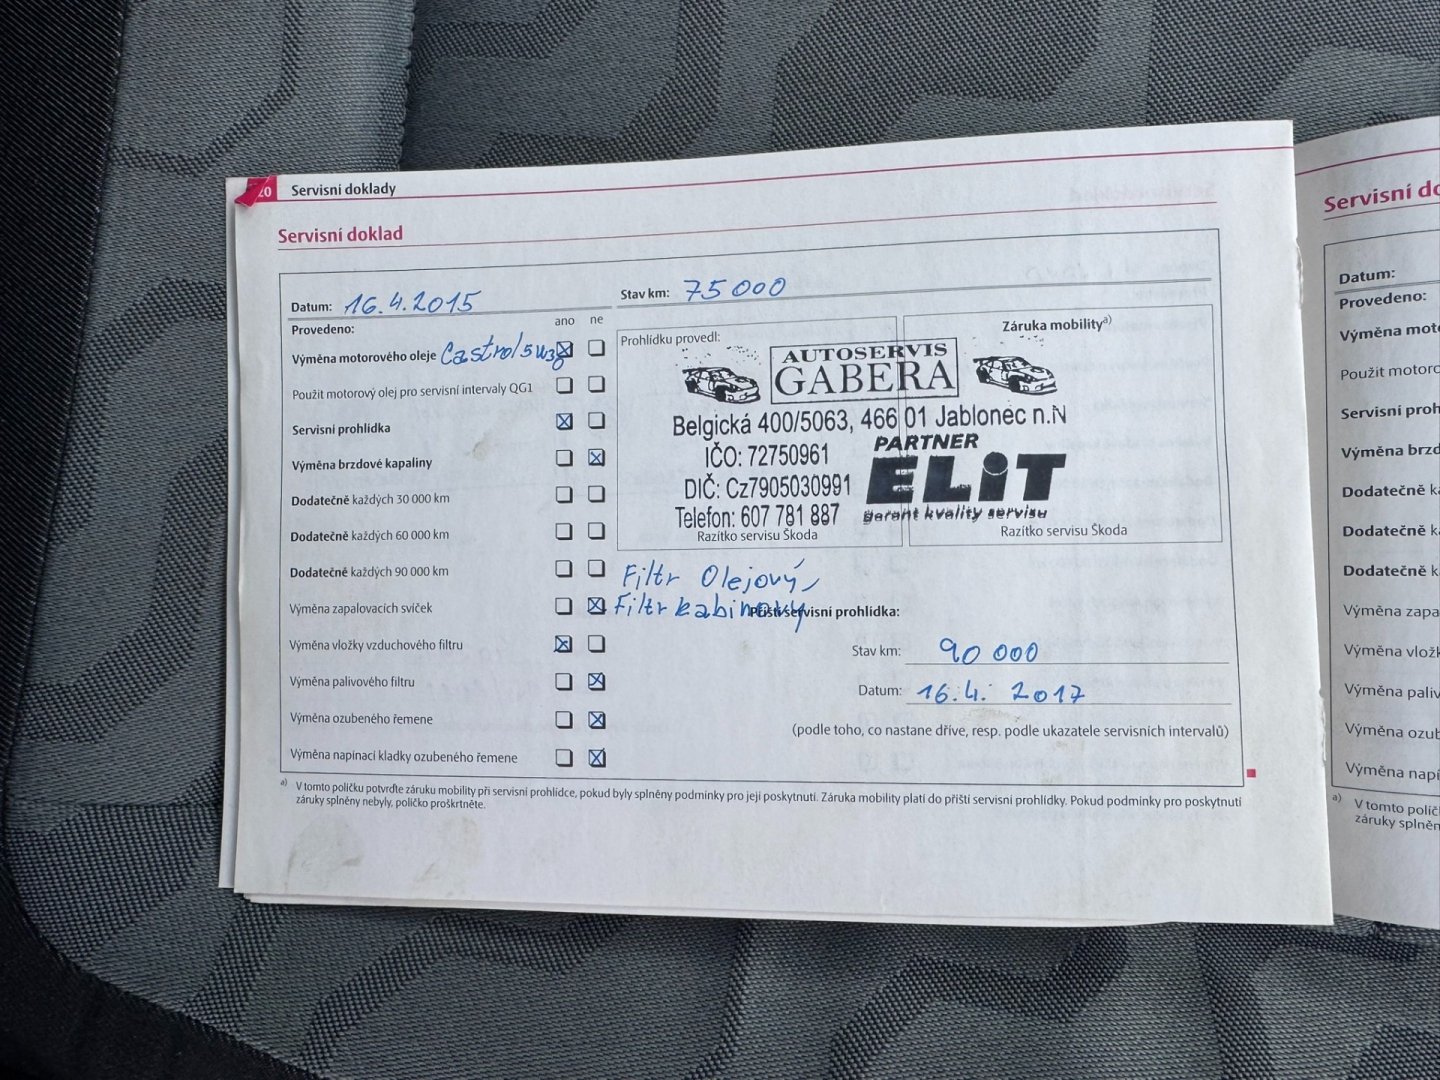 20 Servisní doklady
Servisní doklad
Datum: 16.4.2015
Stav km: 75 000
Provedeno:
ano ne
Výměna motorového oleje Castrol 5W30
Použit motorový olej pro servisní intervaly QG1
Servisní prohlídka
Výměna brzdové kapaliny
Dodatečně každých 30 000 km
Dodatečně každých 60 000 km
Dodatečně každých 90 000 km
Výměna zapalovacích svíček
Výměna vložky vzduchového filtru
Výměna palivového filtru
Výměna ozubeného řemene
Výměna napínací kladky ozubeného řemene
Prohlídku provedl:
Záruka mobility a)
AUTOSERVIS
GABERA
Belgická 400/5063, 466 01 Jablonec n.N
IČO: 72750961
DIČ: Cz7905030991
Telefon: 607 781 887
PARTNER
ELIT
garant kvality servisu
Razítko servisu Škoda
Razítko servisu Škoda
Filtr Olejový
Filtr kabinový
Příští servisní prohlídka:
Stav km: 90 000
Datum: 16.4. 2017
(podle toho, co nastane dříve, resp. podle ukazatele servisních intervalů)
a) V tomto políčku potvrďte záruku mobility při servisní prohlídce, pokud byly splněny podmínky pro její poskytnutí. Záruka mobility platí do příští servisní prohlídky. Pokud podmínky pro poskytnutí
záruky splněny nebyly, políčko proškrtněte.
Servisní do
Datum:
Provedeno:
Výměna moto
Použit motoro
Servisní proh
Výměna brzd
Dodatečně k
Dodatečně k
Dodatečně k
Výměna zapa
Výměna vložk
Výměna paliv
Výměna ozub
Výměna napí
a) V tomto políč
záruky splněn